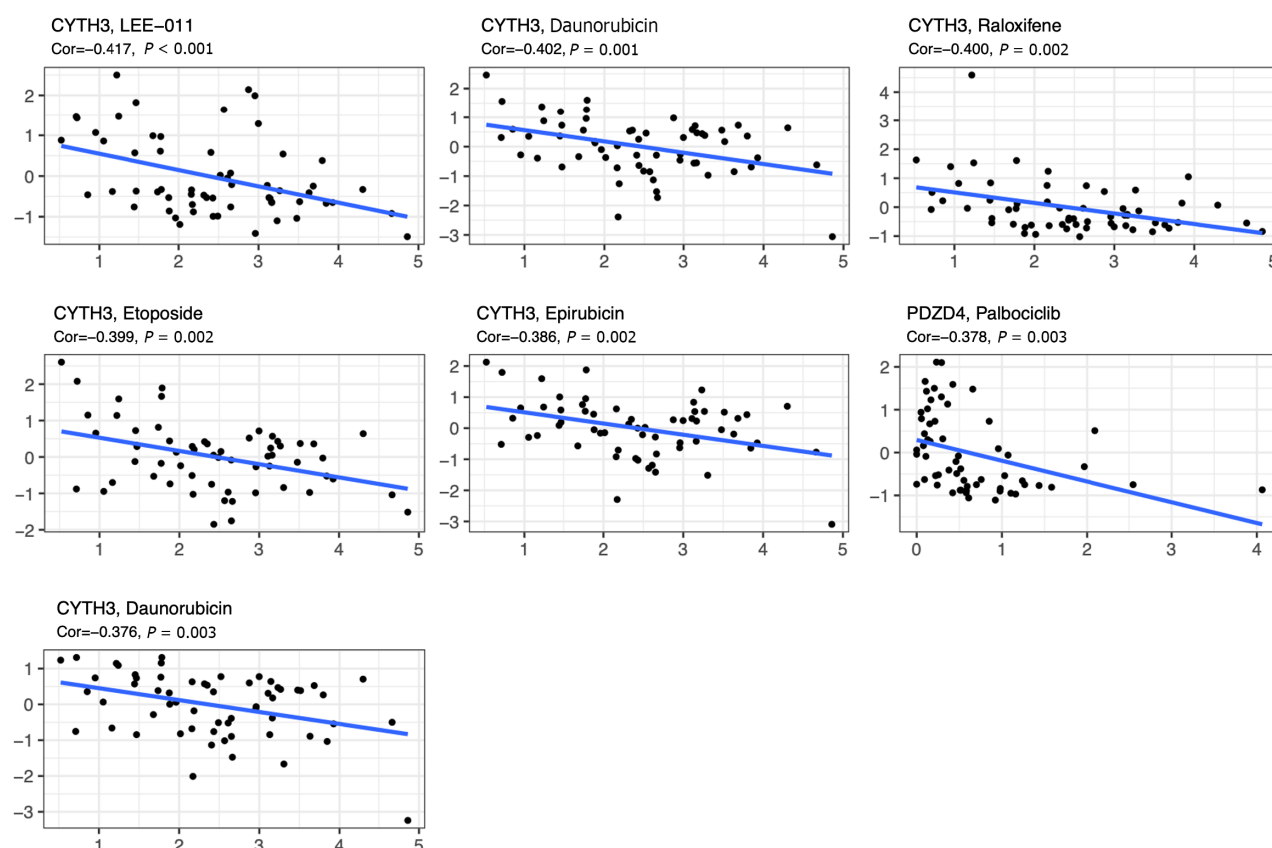 CYTH3, LEE−011
Cor=−0.417, P < 0.001
2
1
0
−1
1 2 3 4 5
CYTH3, Daunorubicin
Cor=−0.402, P = 0.001
2
1
0
−1
−2
−3
1 2 3 4 5
CYTH3, Raloxifene
Cor=−0.400, P = 0.002
4
3
2
1
0
−1
1 2 3 4 5
CYTH3, Etoposide
Cor=−0.399, P = 0.002
2
1
0
−1
−2
1 2 3 4 5
CYTH3, Epirubicin
Cor=−0.386, P = 0.002
2
1
0
−1
−2
−3
1 2 3 4 5
PDZD4, Palbociclib
Cor=−0.378, P = 0.003
2
1
0
−1
0 1 2 3 4
CYTH3, Daunorubicin
Cor=−0.376, P = 0.003
1
0
−1
−2
−3
1 2 3 4 5